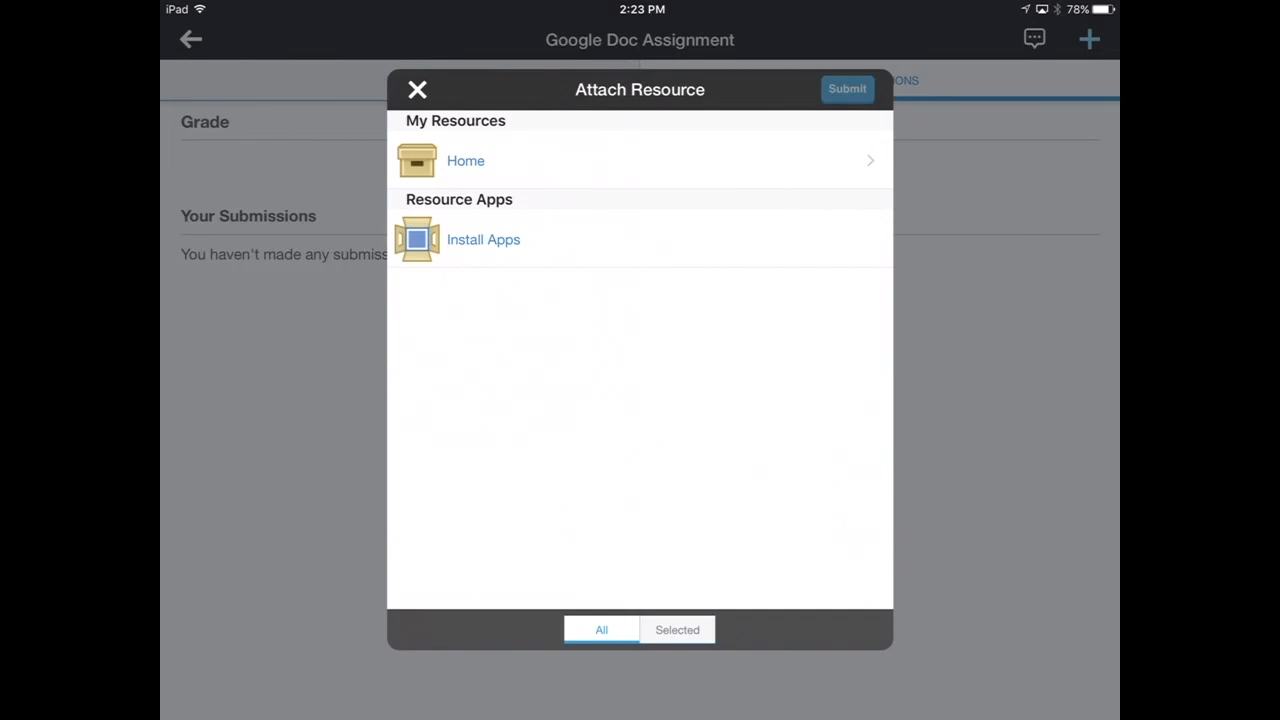 iPad 2:23 PM 78%
Google Doc Assignment
Attach Resource Submit
ONS
My Resources
Grade
Home
Resource Apps
Your Submissions
Install Apps
You haven't made any submiss
All Selected